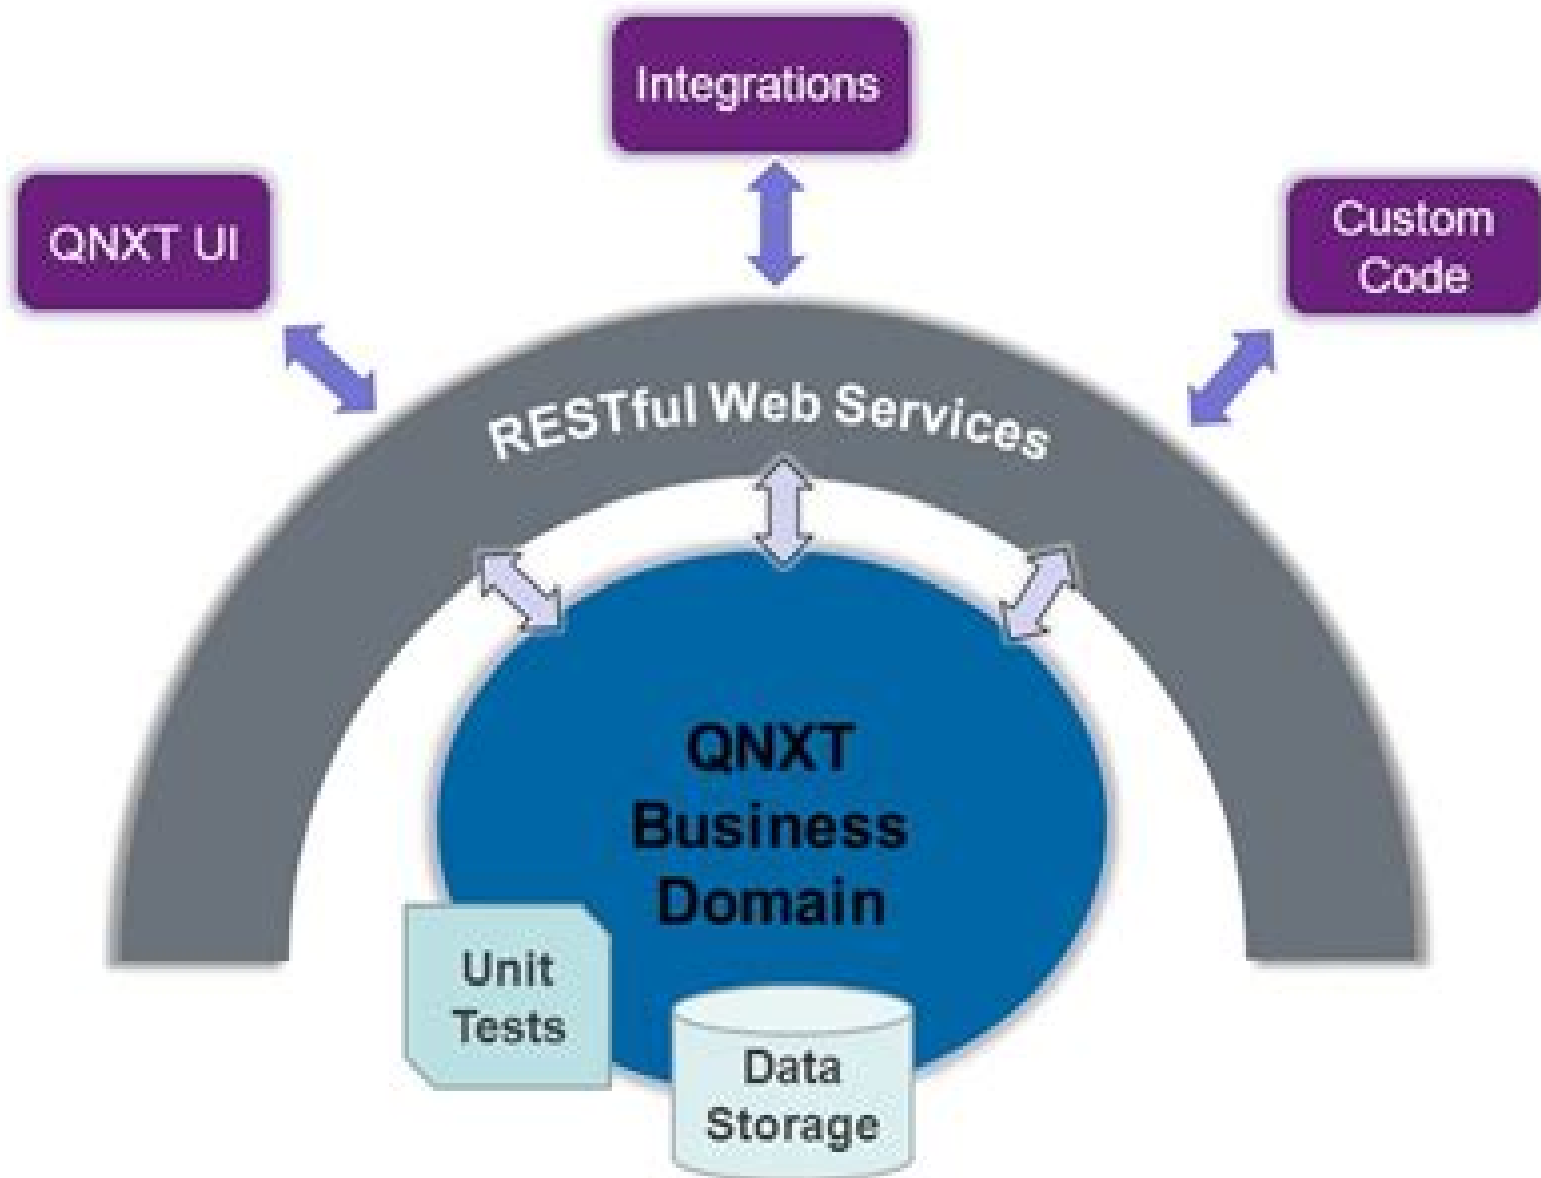 Integrations
QNXT UI
Custom
Code
RESTful Web Services
QNXT
Business
Domain
Unit
Tests
Data
Storage